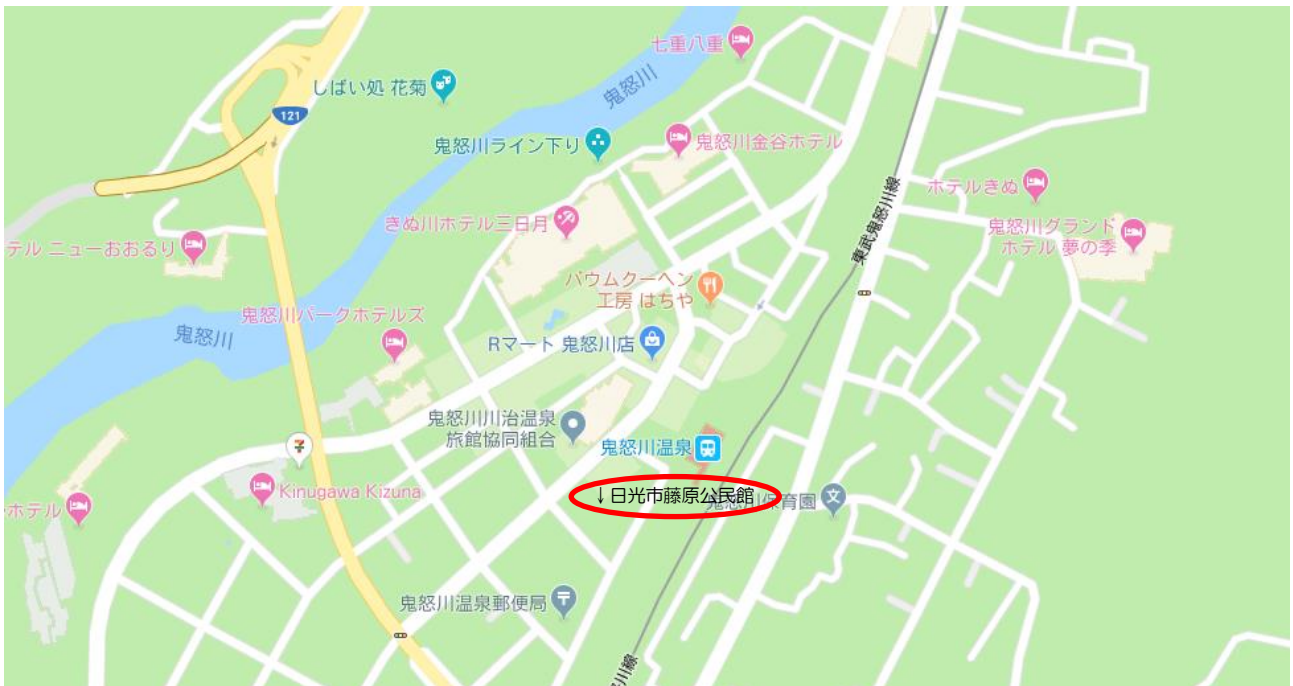 七重八重
しばい処 花菊
鬼怒川
121
鬼怒川ライン下り
鬼怒川金谷ホテル
東武鬼怒川線
ホテルきぬ
きぬ川ホテル三日月
鬼怒川グランド
ホテル 夢の季
テル ニューおおるり
バウムクーヘン
工房 はちや
鬼怒川パークホテルズ
鬼怒川
Rマート 鬼怒川店
鬼怒川川治温泉
旅館協同組合
鬼怒川温泉
Kinugawa Kizuna
↓日光市藤原公民館
鬼怒川保育園
ホテル
鬼怒川温泉郵便局
川線